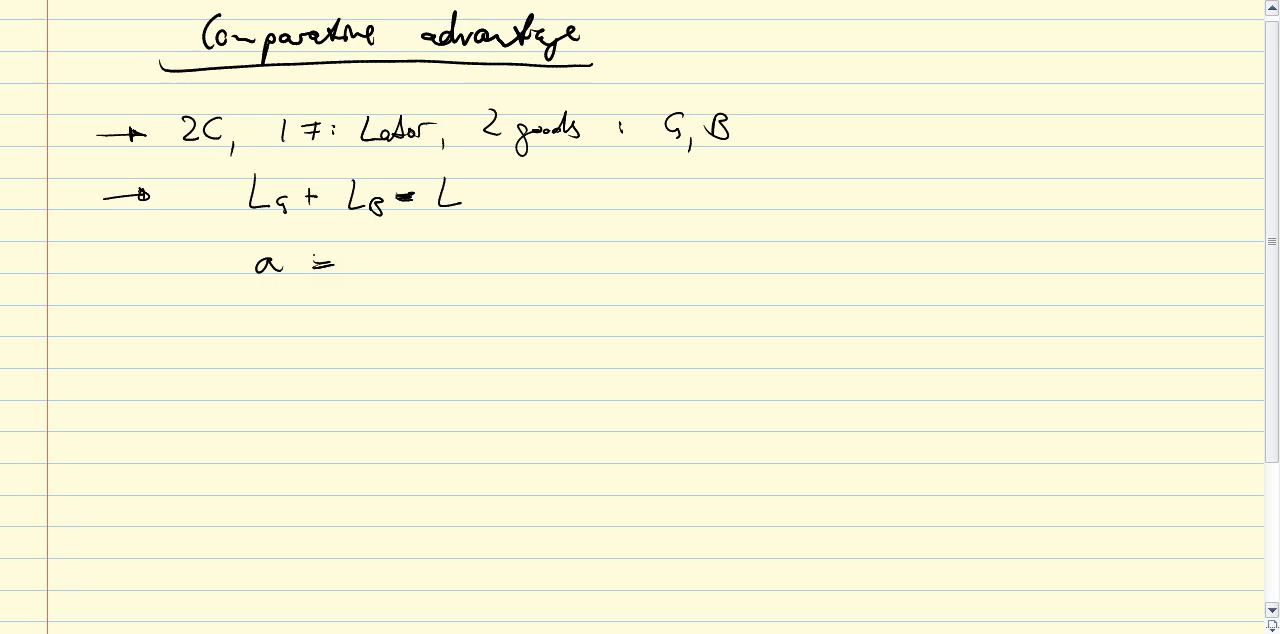 Comparative advantage
→ 2C, 1 F: Labor, 2 goods : G, B
→ L_G + L_B = L
a =